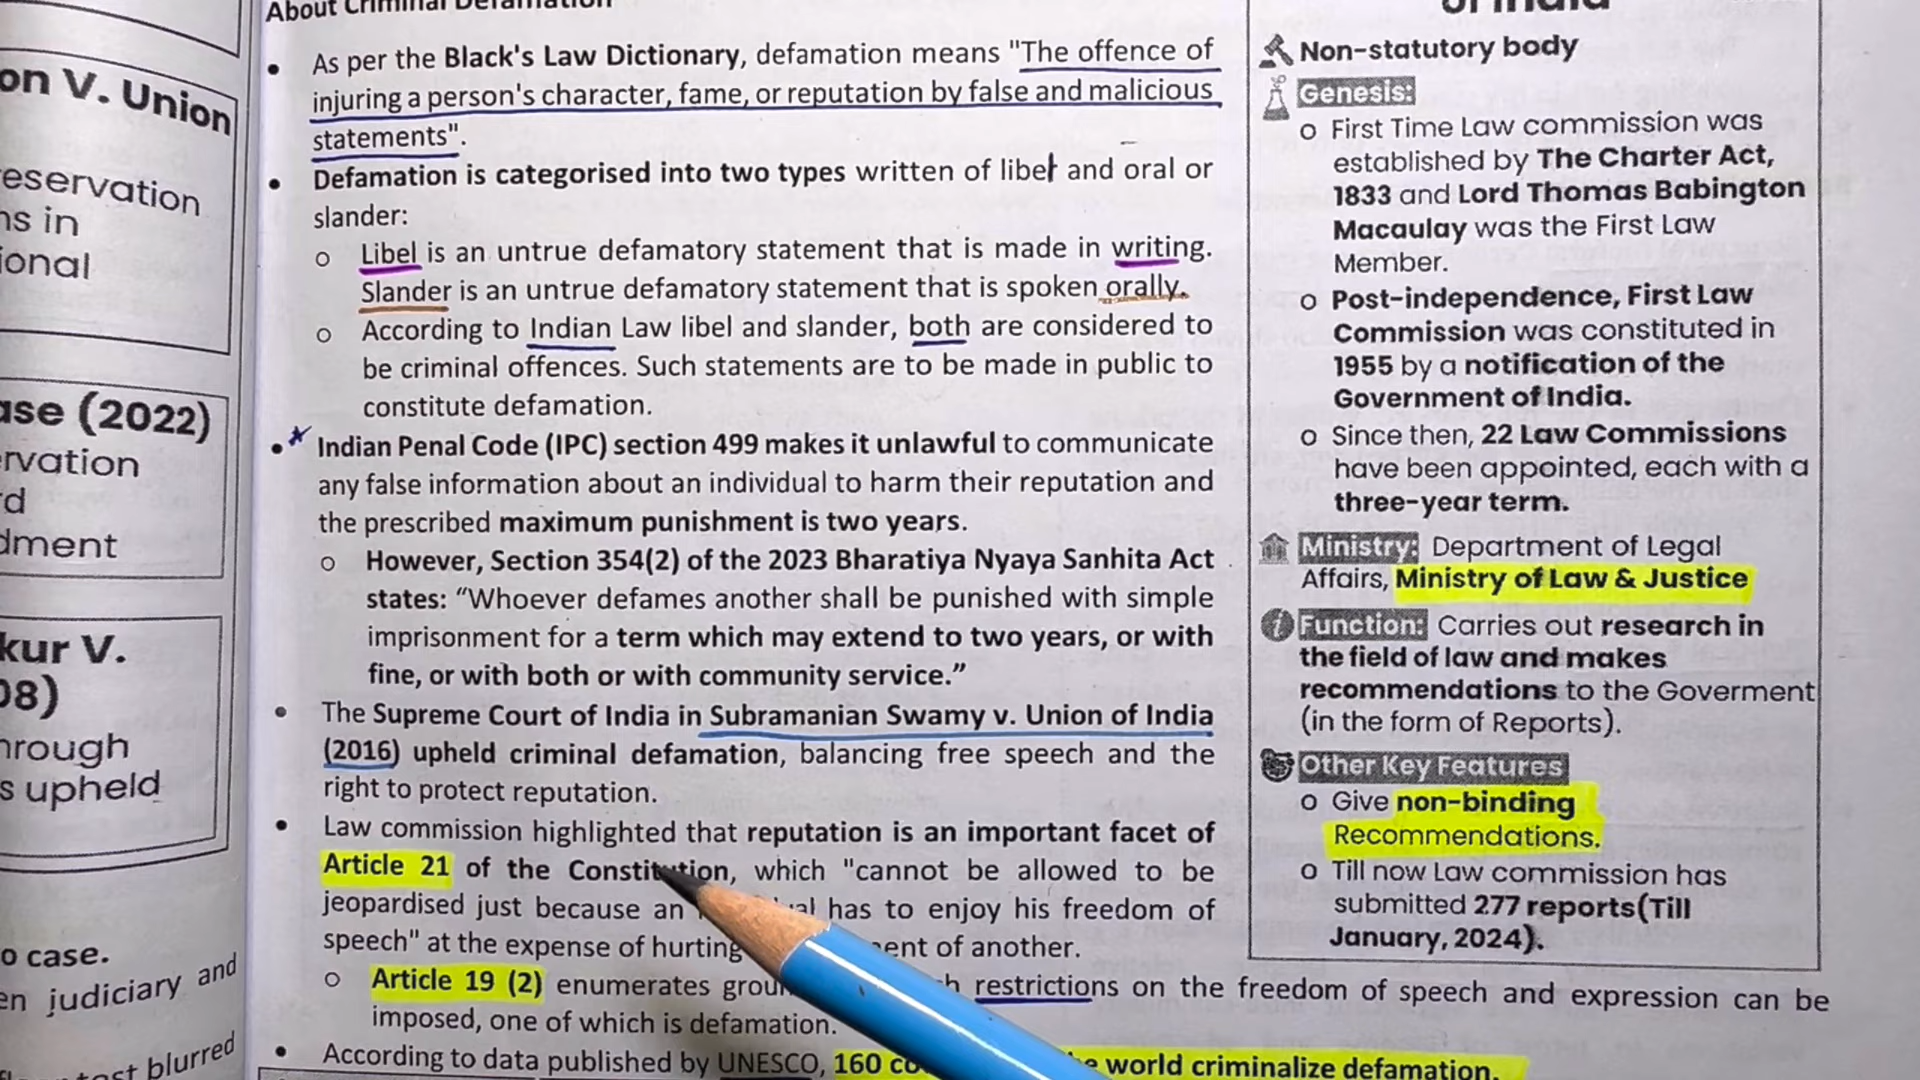 on V. Union
eservation
ns in
ional
ase (2022)
rvation
d
dment
kur V.
08)
hrough
s upheld
o case.
en judiciary and
blurred
About Criminal Defamation
• As per the Black's Law Dictionary, defamation means "The offence of
injuring a person's character, fame, or reputation by false and malicious
statements".
• Defamation is categorised into two types written of libel and oral or
slander:
o Libel is an untrue defamatory statement that is made in writing.
Slander is an untrue defamatory statement that is spoken orally.
o According to Indian Law libel and slander, both are considered to
be criminal offences. Such statements are to be made in public to
constitute defamation.
• Indian Penal Code (IPC) section 499 makes it unlawful to communicate
any false information about an individual to harm their reputation and
the prescribed maximum punishment is two years.
o However, Section 354(2) of the 2023 Bharatiya Nyaya Sanhita Act
states: “Whoever defames another shall be punished with simple
imprisonment for a term which may extend to two years, or with
fine, or with both or with community service.”
• The Supreme Court of India in Subramanian Swamy v. Union of India
(2016) upheld criminal defamation, balancing free speech and the
right to protect reputation.
• Law commission highlighted that reputation is an important facet of
Article 21 of the Constitution, which "cannot be allowed to be
jeopardised just because an has to enjoy his freedom of
speech" at the expense of hurting of another.
o Article 19 (2) enumerates restrictions on the freedom of speech and expression can be
imposed, one of which is defamation.
• According to data published by UNESCO, 160 world criminalize defamation.
of India
Non-statutory body
Genesis:
o First Time Law commission was
established by The Charter Act,
1833 and Lord Thomas Babington
Macaulay was the First Law
Member.
o Post-independence, First Law
Commission was constituted in
1955 by a notification of the
Government of India.
o Since then, 22 Law Commissions
have been appointed, each with a
three-year term.
Ministry: Department of Legal
Affairs, Ministry of Law & Justice
Function: Carries out research in
the field of law and makes
recommendations to the Goverment
(in the form of Reports).
Other Key Features
o Give non-binding
Recommendations.
o Till now Law commission has
submitted 277 reports(Till
January, 2024).